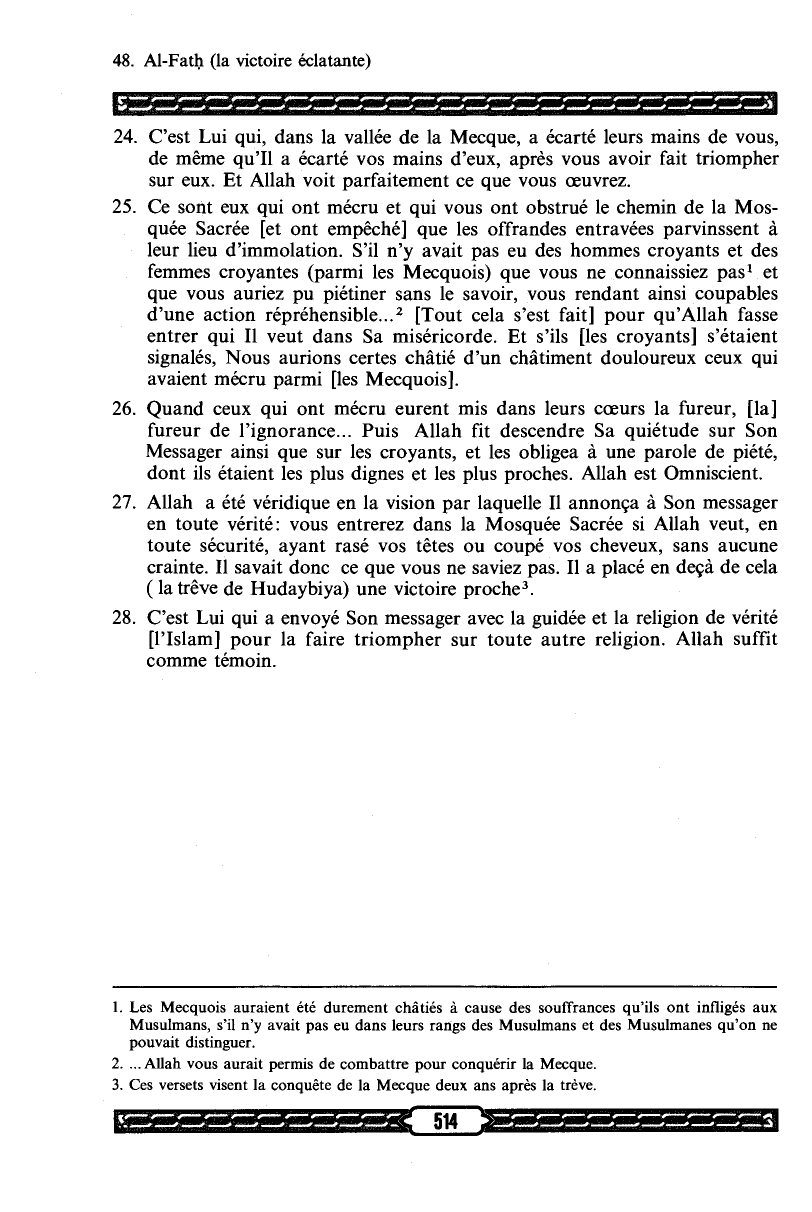 48. Al-Fatḥ (la victoire éclatante)
24. C'est Lui qui, dans la vallée de la Mecque, a écarté leurs mains de vous,
de même qu'Il a écarté vos mains d'eux, après vous avoir fait triompher
sur eux. Et Allah voit parfaitement ce que vous œuvrez.
25. Ce sont eux qui ont mécru et qui vous ont obstrué le chemin de la Mos-
quée Sacrée [et ont empêché] que les offrandes entravées parvinssent à
leur lieu d'immolation. S'il n'y avait pas eu des hommes croyants et des
femmes croyantes (parmi les Mecquois) que vous ne connaissiez pas¹ et
que vous auriez pu piétiner sans le savoir, vous rendant ainsi coupables
d'une action répréhensible...² [Tout cela s'est fait] pour qu'Allah fasse
entrer qui Il veut dans Sa miséricorde. Et s'ils [les croyants] s'étaient
signalés, Nous aurions certes châtié d'un châtiment douloureux ceux qui
avaient mécru parmi [les Mecquois].
26. Quand ceux qui ont mécru eurent mis dans leurs cœurs la fureur, [la]
fureur de l'ignorance... Puis Allah fit descendre Sa quiétude sur Son
Messager ainsi que sur les croyants, et les obligea à une parole de piété,
dont ils étaient les plus dignes et les plus proches. Allah est Omniscient.
27. Allah a été véridique en la vision par laquelle Il annonça à Son messager
en toute vérité: vous entrerez dans la Mosquée Sacrée si Allah veut, en
toute sécurité, ayant rasé vos têtes ou coupé vos cheveux, sans aucune
crainte. Il savait donc ce que vous ne saviez pas. Il a placé en deçà de cela
( la trêve de Hudaybiya) une victoire proche³.
28. C'est Lui qui a envoyé Son messager avec la guidée et la religion de vérité
[l'Islam] pour la faire triompher sur toute autre religion. Allah suffit
comme témoin.
1. Les Mecquois auraient été durement châtiés à cause des souffrances qu'ils ont infligés aux
Musulmans, s'il n'y avait pas eu dans leurs rangs des Musulmans et des Musulmanes qu'on ne
pouvait distinguer.
2. ... Allah vous aurait permis de combattre pour conquérir la Mecque.
3. Ces versets visent la conquête de la Mecque deux ans après la trève.
514